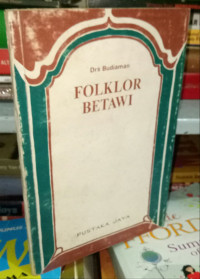 Drs Budiaman
FOLKLOR
BETAWI
PUSTAKA JAYA